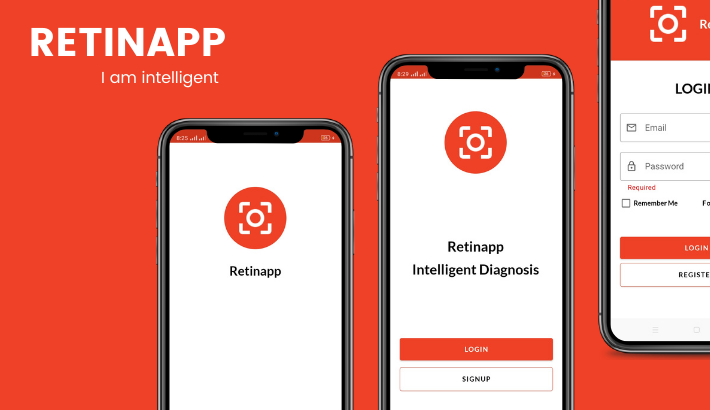 RETINAPP
I am intelligent
8:25
Retinapp
8:29
Retinapp
Intelligent Diagnosis
LOGIN
SIGNUP
Re
LOGI
Email
Password
Required
Remember Me
Fo
LOGIN
REGISTE